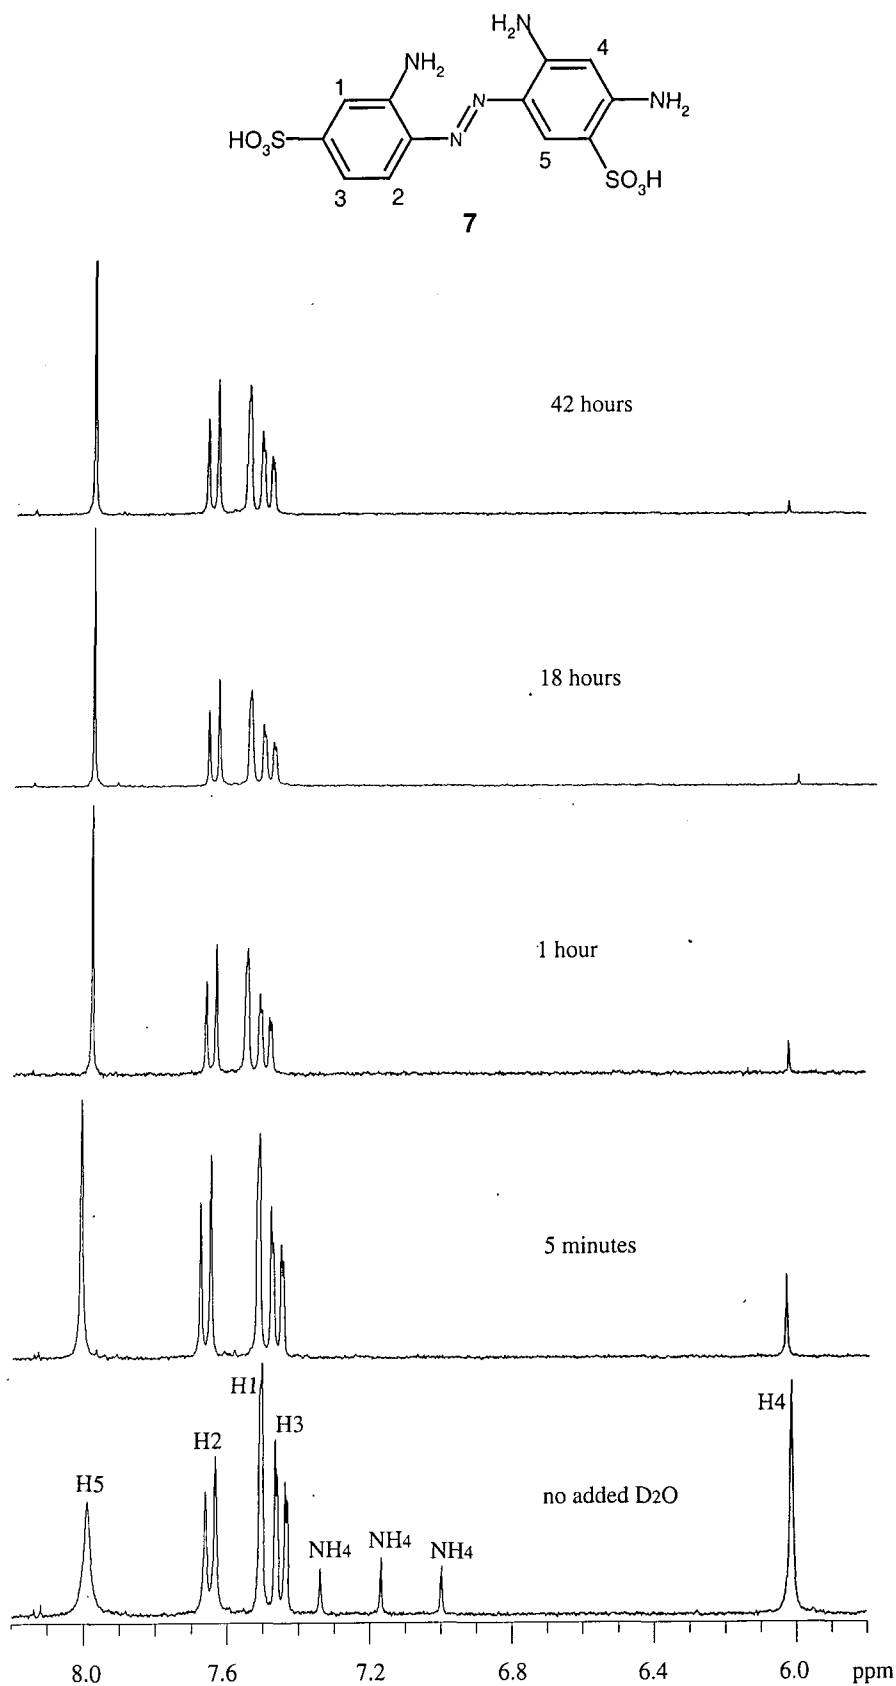 H2N
4
NH2
1
N
NH2
HO3S
N
5
3
2
SO3H
7
42 hours
18 hours
1 hour
5 minutes
H1
H4
H3
H2
H5
no added D2O
NH4
NH4
NH4
8.0
7.6
7.2
6.8
6.4
6.0
ppm